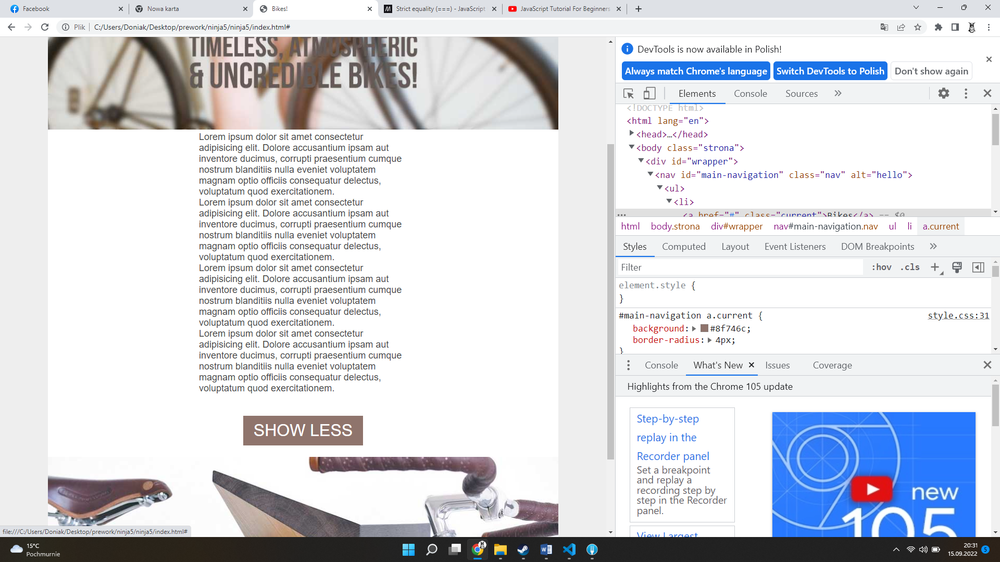 Facebook
Nowa karta
Bikes!
Strict equality (===) - JavaScript
JavaScript Tutorial For Beginners
Plik
C:/Users/Doniak/Desktop/prework/ninja5/ninja5/index.html#
TIMELESS, ATMOSPHERIC
& UNCREDIBLE BIKES!
Lorem ipsum dolor sit amet consectetur
adipisicing elit. Dolore accusantium ipsam aut
inventore ducimus, corrupti praesentium cumque
nostrum blanditiis nulla eveniet voluptatem
magnam optio officiis consequatur delectus,
voluptatum quod exercitationem.
Lorem ipsum dolor sit amet consectetur
adipisicing elit. Dolore accusantium ipsam aut
inventore ducimus, corrupti praesentium cumque
nostrum blanditiis nulla eveniet voluptatem
magnam optio officiis consequatur delectus,
voluptatum quod exercitationem.
Lorem ipsum dolor sit amet consectetur
adipisicing elit. Dolore accusantium ipsam aut
inventore ducimus, corrupti praesentium cumque
nostrum blanditiis nulla eveniet voluptatem
magnam optio officiis consequatur delectus,
voluptatum quod exercitationem.
Lorem ipsum dolor sit amet consectetur
adipisicing elit. Dolore accusantium ipsam aut
inventore ducimus, corrupti praesentium cumque
nostrum blanditiis nulla eveniet voluptatem
magnam optio officiis consequatur delectus,
voluptatum quod exercitationem.
SHOW LESS
file:///C:/Users/Doniak/Desktop/prework/ninja5/ninja5/index.html#
DevTools is now available in Polish!
Always match Chrome's language
Switch DevTools to Polish
Don't show again
Elements
Console
Sources
<!DOCTYPE html>
<html lang="en">
<head>…</head>
<body class="strona">
<div id="wrapper">
<nav id="main-navigation" class="nav" alt="hello">
<ul>
<li>
<a href="#" class="current">Bikes</a> == $0
html body.strona div#wrapper nav#main-navigation.nav ul li a.current
Styles
Computed
Layout
Event Listeners
DOM Breakpoints
Filter
:hov
.cls
element.style {
}
#main-navigation a.current {
style.css:31
background: #8f746c;
border-radius: 4px;
}
Console
What's New
Issues
Coverage
Highlights from the Chrome 105 update
Step-by-step
replay in the
Recorder panel
Set a breakpoint
and replay a
recording step by
step in the Recorder
panel.
View Largest
new
105
15°C
Pochmurnie
20:31
15.09.2022
5